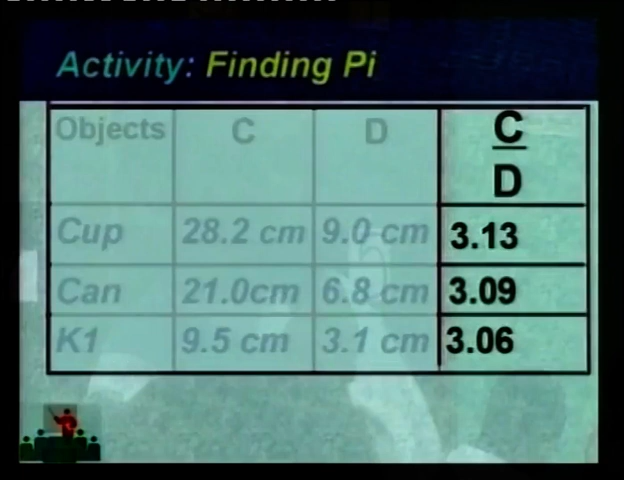 Activity: Finding Pi
Objects C D C
D
Cup 28.2 cm 9.0 cm 3.13
Can 21.0cm 6.8 cm 3.09
K1 9.5 cm 3.1 cm 3.06